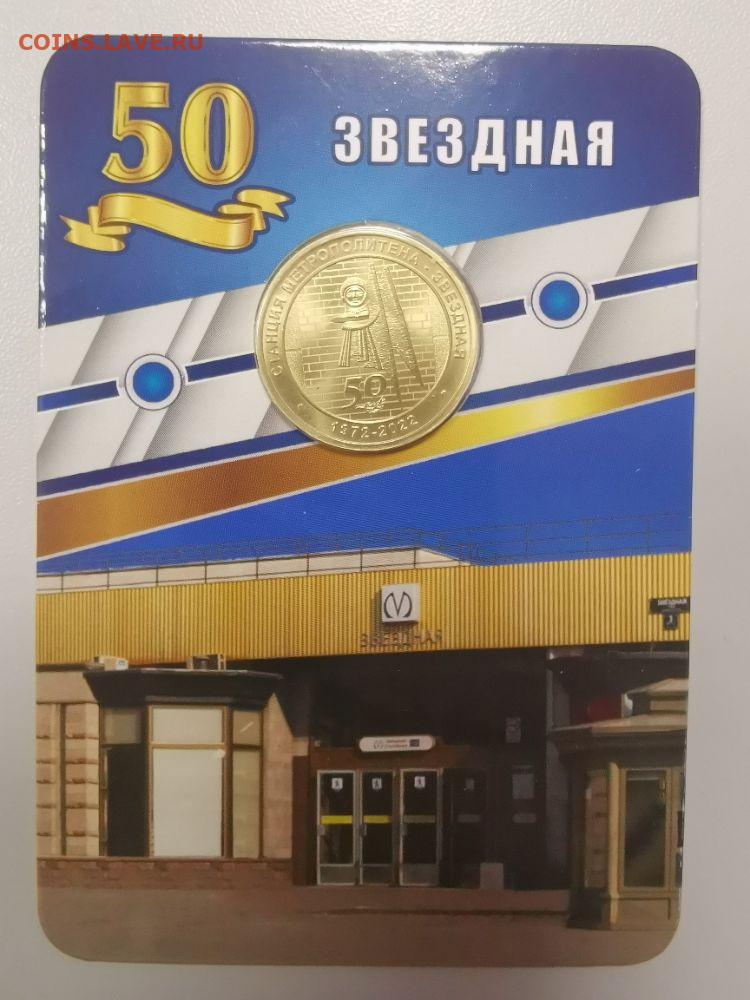 COINS.LAVE.RU
50
ЗВЕЗДНАЯ
СТАНЦИЯ МЕТРОПОЛИТЕНА - ЗВЕЗДНАЯ
50
1972-2022
ЗВЕЗДНАЯ